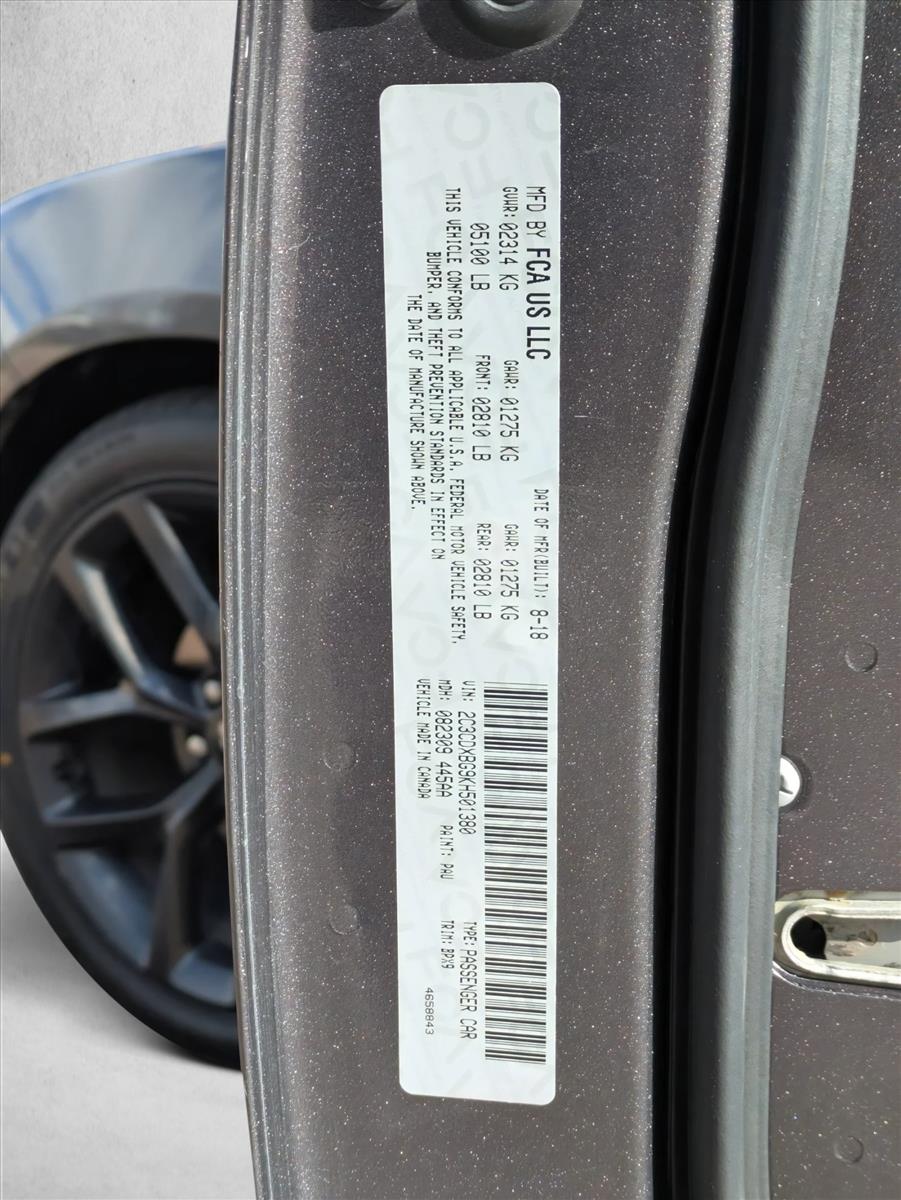 MFD BY FCA US LLC DATE OF MFR(BUILT): 8-18
GVWR: 02314 KG GAWR: 01275 KG GAWR: 01275 KG
05100 LB FRONT: 02810 LB REAR: 02810 LB
THIS VEHICLE CONFORMS TO ALL APPLICABLE U.S.A. FEDERAL MOTOR VEHICLE SAFETY,
BUMPER, AND THEFT PREVENTION STANDARDS IN EFFECT ON
THE DATE OF MANUFACTURE SHOWN ABOVE.
VIN: 2C3CDXBG9KH501380 TYPE: PASSENGER CAR
MDH: 082309 445AA PAINT: PAU TRIM: BPX9
VEHICLE MADE IN CANADA 4658843